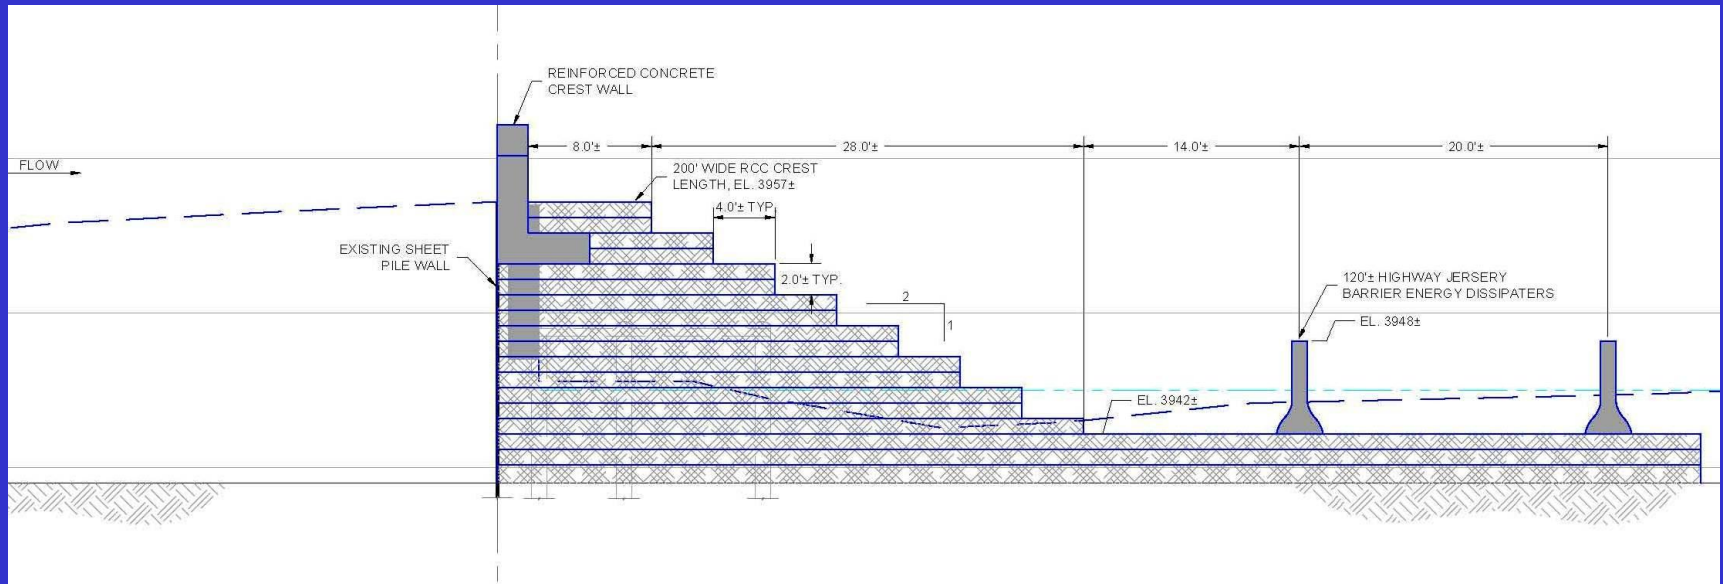 REINFORCED CONCRETE
CREST WALL
8.0'±
28.0'±
14.0'±
20.0'±
FLOW
200' WIDE RCC CREST
LENGTH, EL. 3957±
4.0'± TYP.
EXISTING SHEET
PILE WALL
2.0'± TYP.
120'± HIGHWAY JERSERY
BARRIER ENERGY DISSIPATERS
2
1
EL. 3948±
EL. 3942±